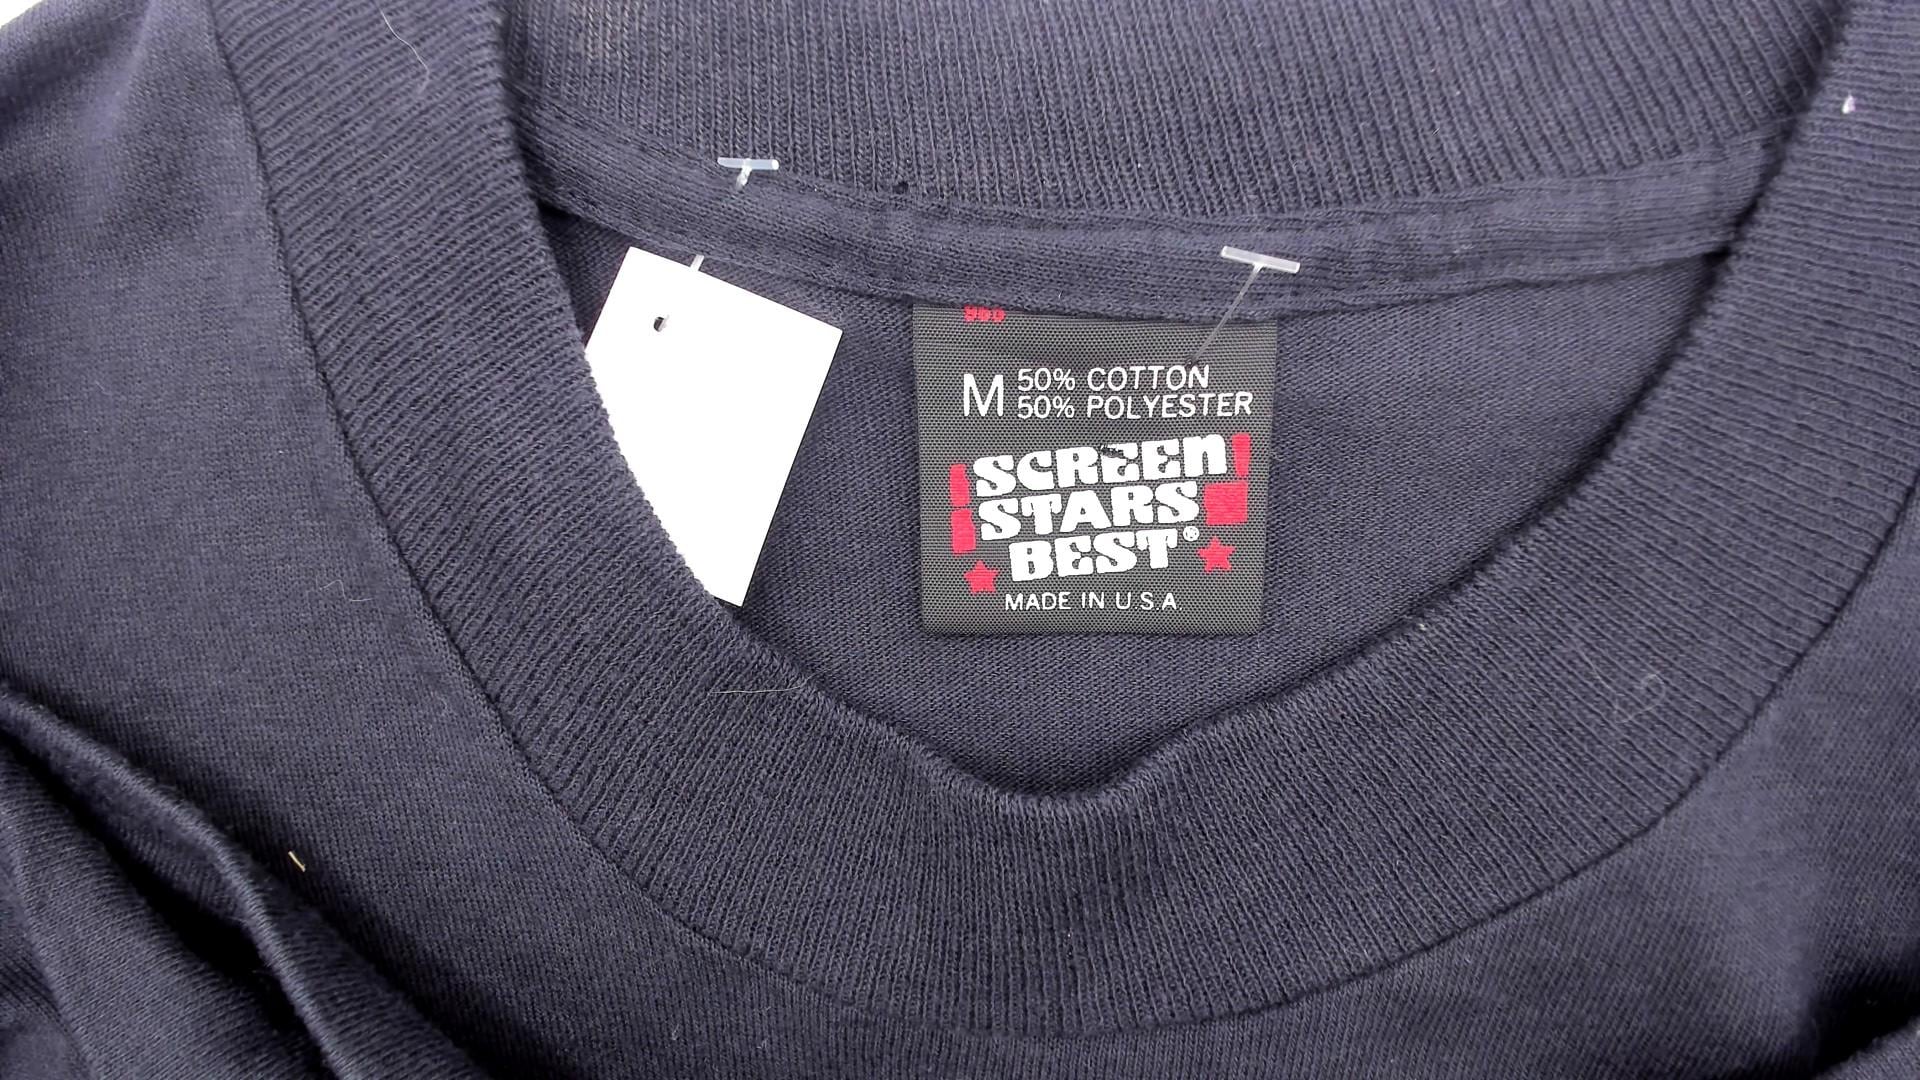 M 50% COTTON
50% POLYESTER
SCREEN
STARS
BEST®
MADE IN U.S.A.